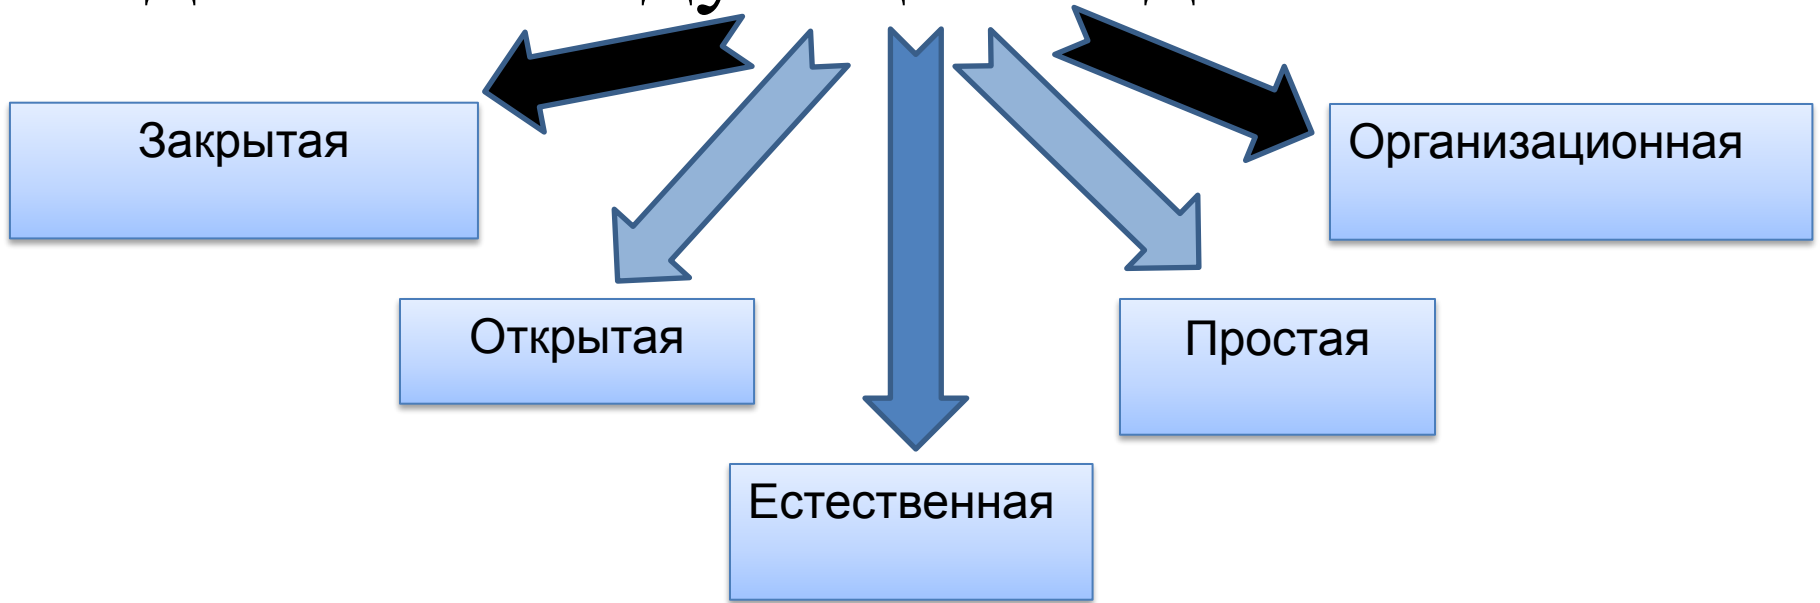 Закрытая
Организационная
Открытая
Простая
Естественная